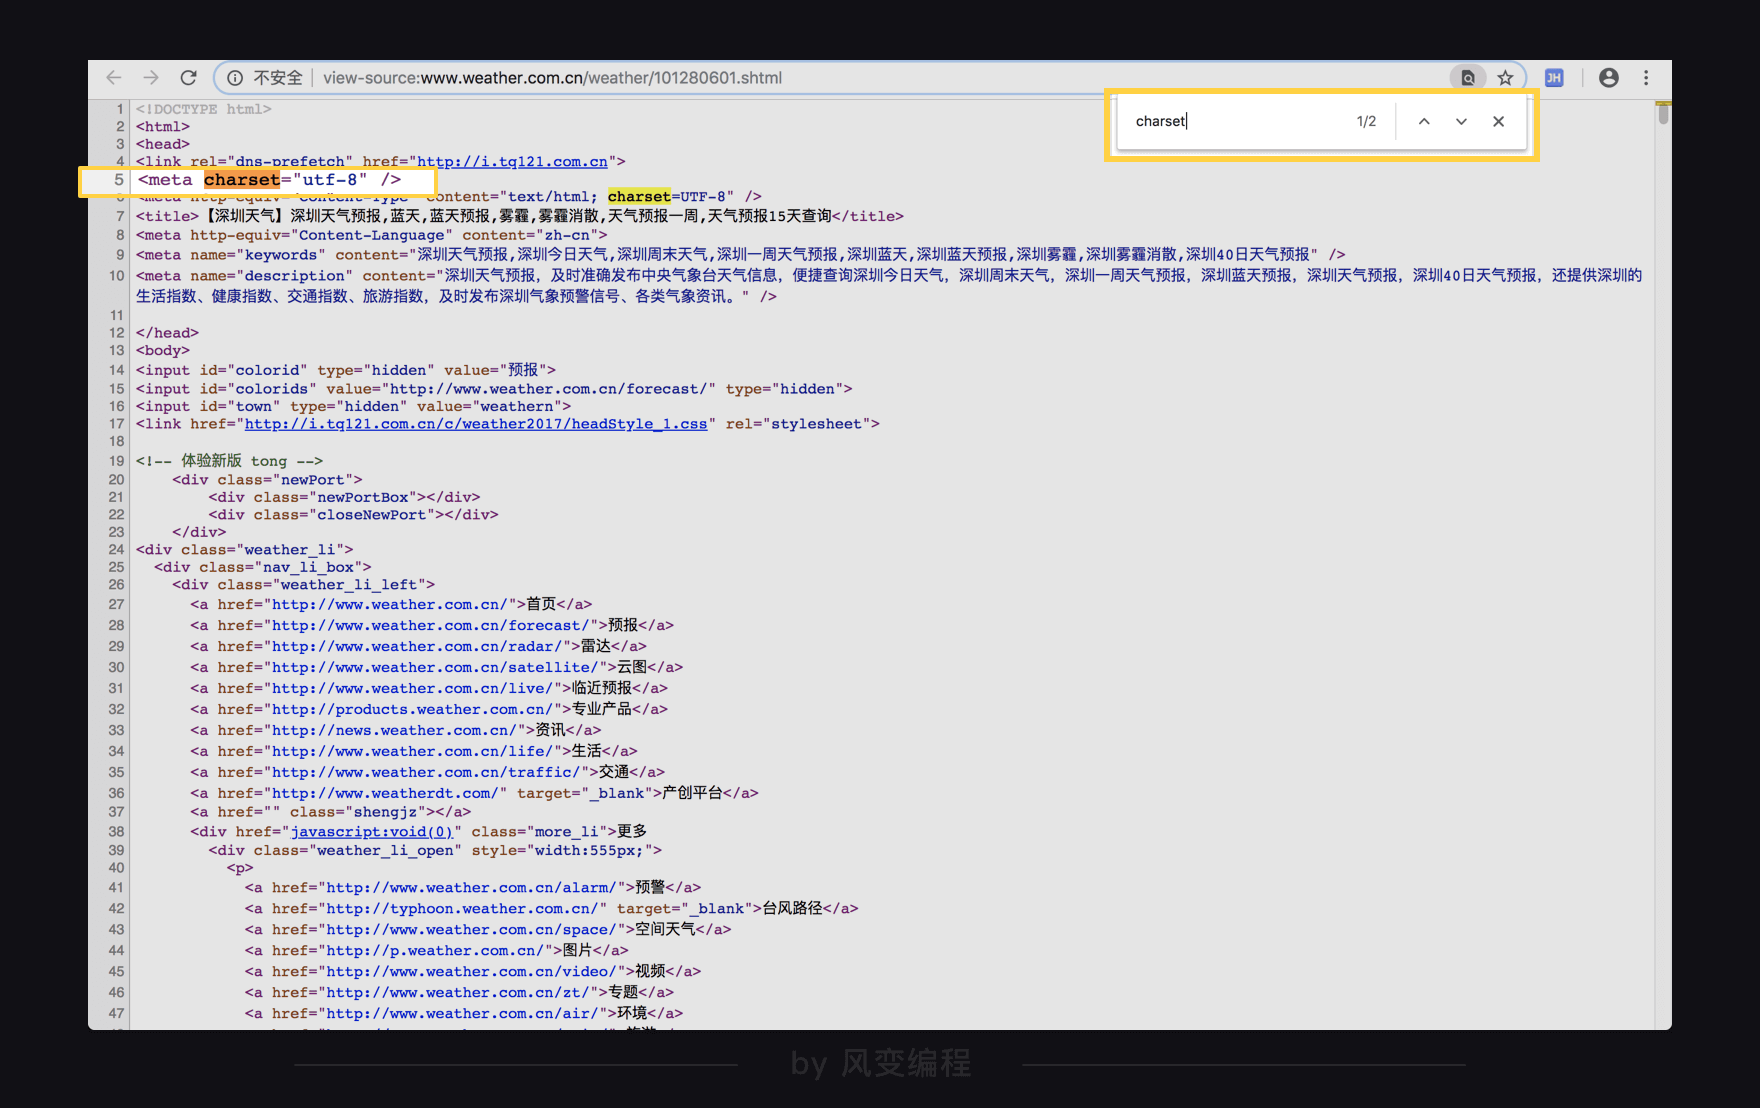 不安全 view-source:www.weather.com.cn/weather/101280601.shtml JH
charset 1/2
1 <!DOCTYPE html>
2 <html>
3 <head>
4 <link rel="dns-prefetch" href="http://i.tq121.com.cn">
5 <meta charset="utf-8" />
6 <meta http-equiv="Content-Type" content="text/html; charset=UTF-8" />
7 <title>【深圳天气】深圳天气预报,蓝天,蓝天预报,雾霾,雾霾消散,天气预报一周,天气预报15天查询</title>
8 <meta http-equiv="Content-Language" content="zh-cn">
9 <meta name="keywords" content="深圳天气预报,深圳今日天气,深圳周末天气,深圳一周天气预报,深圳蓝天,深圳蓝天预报,深圳雾霾,深圳雾霾消散,深圳40日天气预报" />
10 <meta name="description" content="深圳天气预报，及时准确发布中央气象台天气信息，便捷查询深圳今日天气，深圳周末天气，深圳一周天气预报，深圳蓝天预报，深圳天气预报，深圳40日天气预报，还提供深圳的
生活指数、健康指数、交通指数、旅游指数，及时发布深圳气象预警信号、各类气象资讯。" />
11
12 </head>
13 <body>
14 <input id="colorid" type="hidden" value="预报">
15 <input id="colorids" value="http://www.weather.com.cn/forecast/" type="hidden">
16 <input id="town" type="hidden" value="weathern">
17 <link href="http://i.tq121.com.cn/c/weather2017/headStyle_1.css" rel="stylesheet">
18
19 <!-- 体验新版 tong -->
20 <div class="newPort">
21 <div class="newPortBox"></div>
22 <div class="closeNewPort"></div>
23 </div>
24 <div class="weather_li">
25 <div class="nav_li_box">
26 <div class="weather_li_left">
27 <a href="http://www.weather.com.cn/">首页</a>
28 <a href="http://www.weather.com.cn/forecast/">预报</a>
29 <a href="http://www.weather.com.cn/radar/">雷达</a>
30 <a href="http://www.weather.com.cn/satellite/">云图</a>
31 <a href="http://www.weather.com.cn/live/">临近预报</a>
32 <a href="http://products.weather.com.cn/">专业产品</a>
33 <a href="http://news.weather.com.cn/">资讯</a>
34 <a href="http://www.weather.com.cn/life/">生活</a>
35 <a href="http://www.weather.com.cn/traffic/">交通</a>
36 <a href="http://www.weatherdt.com/" target="_blank">产创平台</a>
37 <a href="" class="shengjz"></a>
38 <div href="javascript:void(0)" class="more_li">更多
39 <div class="weather_li_open" style="width:555px;">
40 <p>
41 <a href="http://www.weather.com.cn/alarm/">预警</a>
42 <a href="http://typhoon.weather.com.cn/" target="_blank">台风路径</a>
43 <a href="http://www.weather.com.cn/space/">空间天气</a>
44 <a href="http://p.weather.com.cn/">图片</a>
45 <a href="http://www.weather.com.cn/video/">视频</a>
46 <a href="http://www.weather.com.cn/zt/">专题</a>
47 <a href="http://www.weather.com.cn/air/">环境</a>
by 风变编程